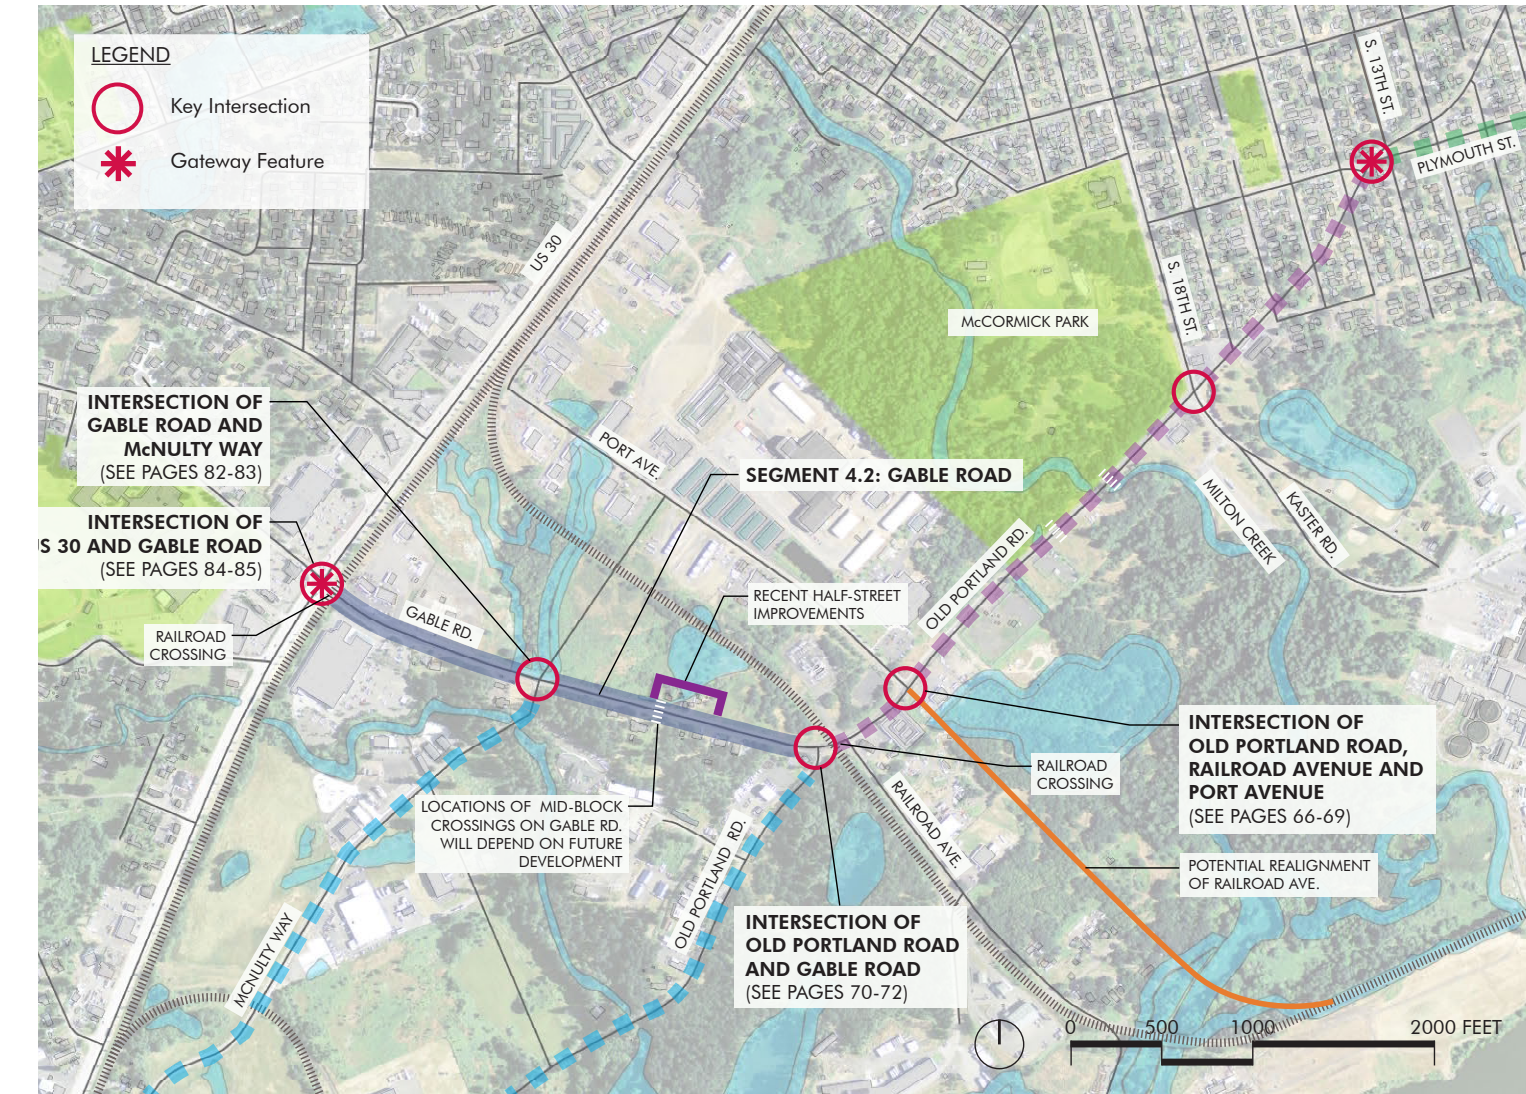 LEGEND
Key Intersection
Gateway Feature
S. 13TH ST.
PLYMOUTH ST.
US 30
S. 18TH ST.
McCORMICK PARK
INTERSECTION OF
GABLE ROAD AND
McNULTY WAY
(SEE PAGES 82-83)
PORT AVE.
SEGMENT 4.2: GABLE ROAD
MILTON CREEK
KASTER RD.
INTERSECTION OF
US 30 AND GABLE ROAD
(SEE PAGES 84-85)
OLD PORTLAND RD.
RECENT HALF-STREET
IMPROVEMENTS
GABLE RD.
RAILROAD
CROSSING
INTERSECTION OF
OLD PORTLAND ROAD,
RAILROAD AVENUE AND
PORT AVENUE
(SEE PAGES 66-69)
RAILROAD
CROSSING
LOCATIONS OF MID-BLOCK
CROSSINGS ON GABLE RD.
WILL DEPEND ON FUTURE
DEVELOPMENT
RAILROAD AVE.
OLD PORTLAND RD.
POTENTIAL REALIGNMENT
OF RAILROAD AVE.
MCNULTY WAY
INTERSECTION OF
OLD PORTLAND ROAD
AND GABLE ROAD
(SEE PAGES 70-72)
0 500 1000 2000 FEET